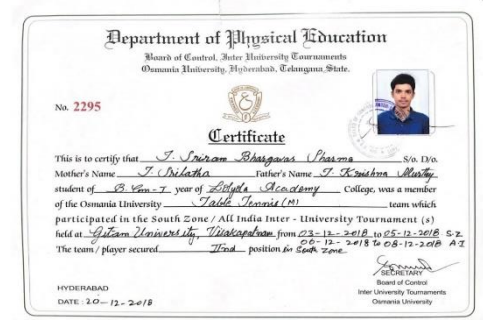 Department of Physical Education
Board of Control, Inter University Tournaments
Osmania University, Hyderabad, Telangana State.
No. 2295
Certificate
This is to certify that J. Sriram Bhargavas Sharma S/o. D/o.
Mother's Name J. Srilatha Father's Name J. Krishna Murthy
student of B.Com-I year of Loyola Academy College, was a member
of the Osmania University Table Tennis (M) team which
participated in the South Zone / All India Inter - University Tournament (s)
held at Gitam University, Visakapatnam from 03-12-2018 to 05-12-2018 S.Z
06-12-2018 to 08-12-2018 A.I
The team / player secured IInd position in South Zone
SECRETARY
Board of Control
Inter University Tournaments
Osmania University
HYDERABAD
DATE : 20-12-2018